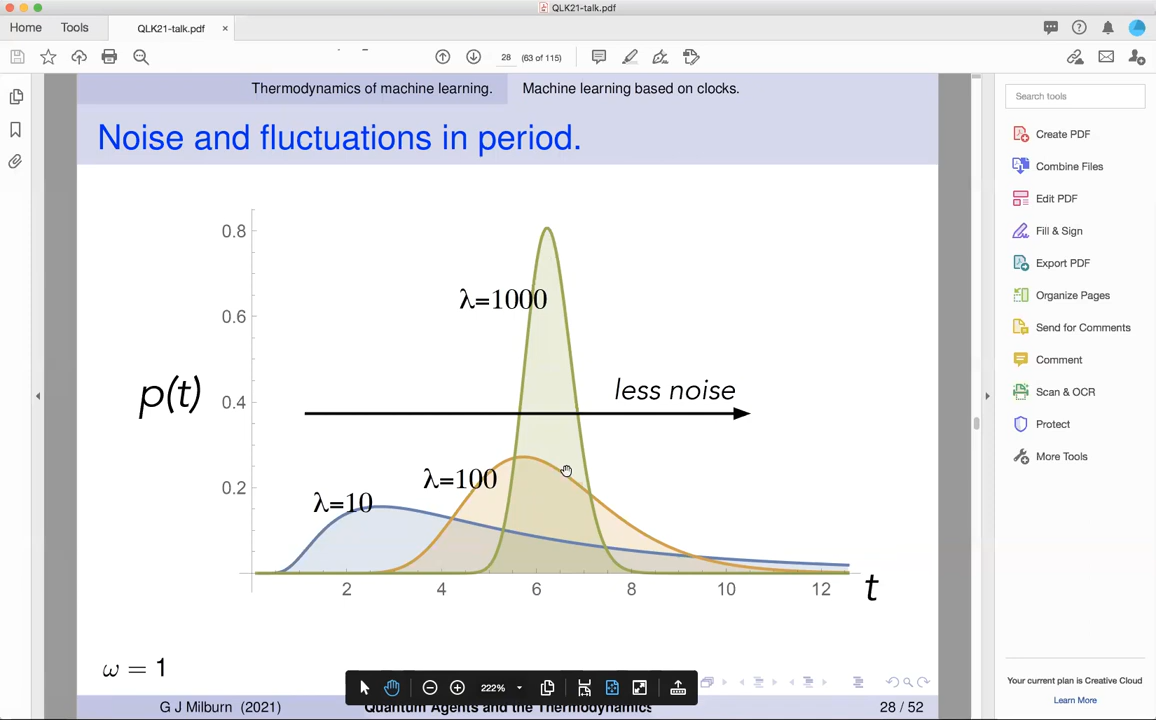 QLK21-talk.pdf
Home
Tools
QLK21-talk.pdf
×
28
(63 of 115)
Thermodynamics of machine learning.
Machine learning based on clocks.
Noise and fluctuations in period.
0.8
λ=1000
0.6
less noise
p(t)
0.4
λ=100
0.2
λ=10
2
4
6
8
10
12
t
ω = 1
222%
G J Milburn (2021)
Quantum Agents and the Thermodynamics
28 / 52
Search tools
Create PDF
Combine Files
Edit PDF
Fill & Sign
Export PDF
Organize Pages
Send for Comments
Comment
Scan & OCR
Protect
More Tools
Your current plan is Creative Cloud
Learn More